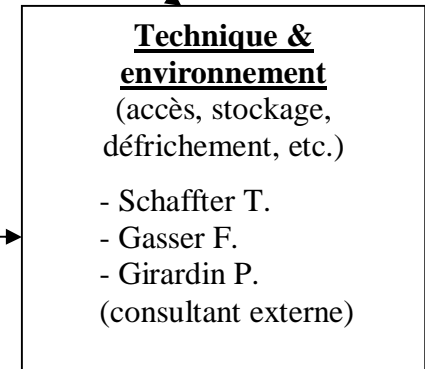 Technique &
environnement
(accès, stockage,
défrichement, etc.)
- Schaffter T.
- Gasser F.
- Girardin P.
(consultant externe)